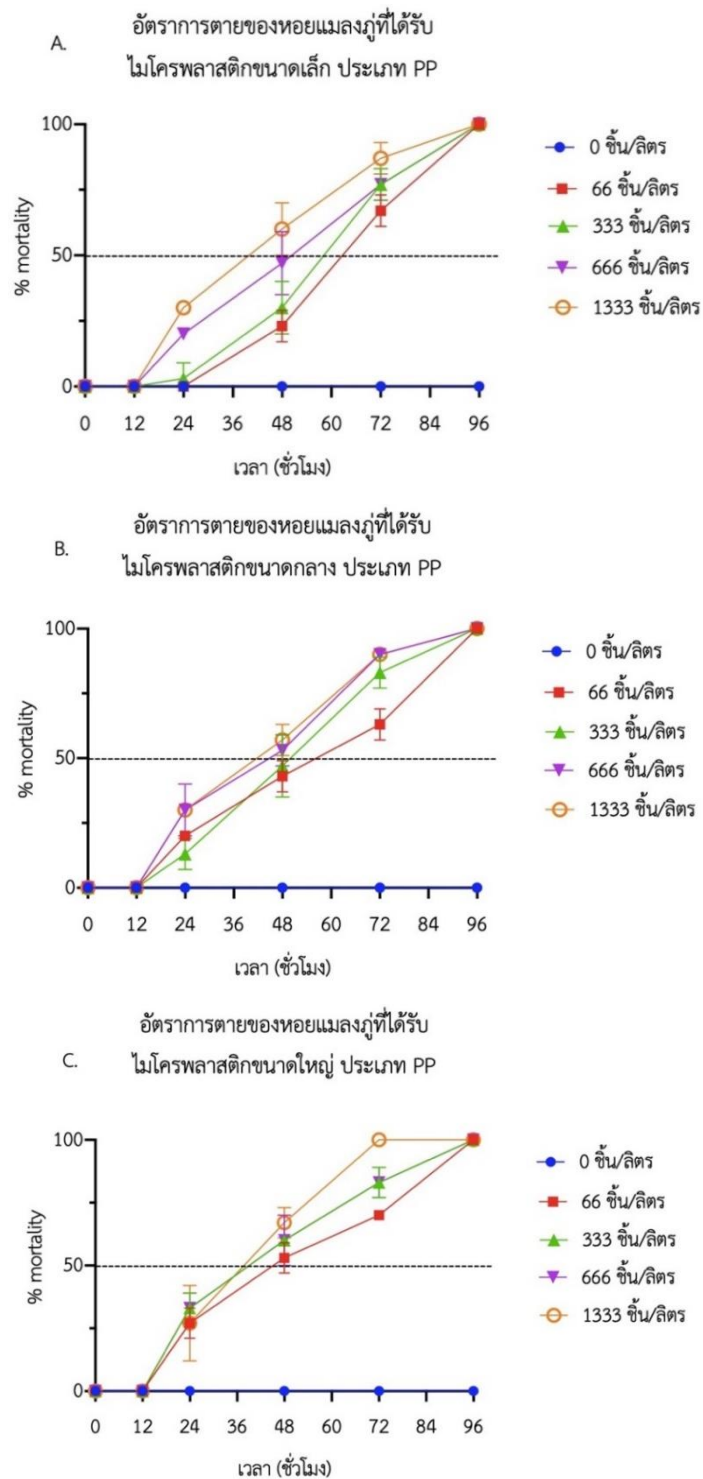 A.
อัตราการตายของหอยแมลงภู่ที่ได้รับ
ไมโครพลาสติกขนาดเล็ก ประเภท PP
% mortality
100
50
0
0 12 24 36 48 60 72 84 96
เวลา (ชั่วโมง)
0 ชิ้น/ลิตร
66 ชิ้น/ลิตร
333 ชิ้น/ลิตร
666 ชิ้น/ลิตร
1333 ชิ้น/ลิตร
B.
อัตราการตายของหอยแมลงภู่ที่ได้รับ
ไมโครพลาสติกขนาดกลาง ประเภท PP
% mortality
100
50
0
0 12 24 36 48 60 72 84 96
เวลา (ชั่วโมง)
0 ชิ้น/ลิตร
66 ชิ้น/ลิตร
333 ชิ้น/ลิตร
666 ชิ้น/ลิตร
1333 ชิ้น/ลิตร
C.
อัตราการตายของหอยแมลงภู่ที่ได้รับ
ไมโครพลาสติกขนาดใหญ่ ประเภท PP
% mortality
100
50
0
0 12 24 36 48 60 72 84 96
เวลา (ชั่วโมง)
0 ชิ้น/ลิตร
66 ชิ้น/ลิตร
333 ชิ้น/ลิตร
666 ชิ้น/ลิตร
1333 ชิ้น/ลิตร